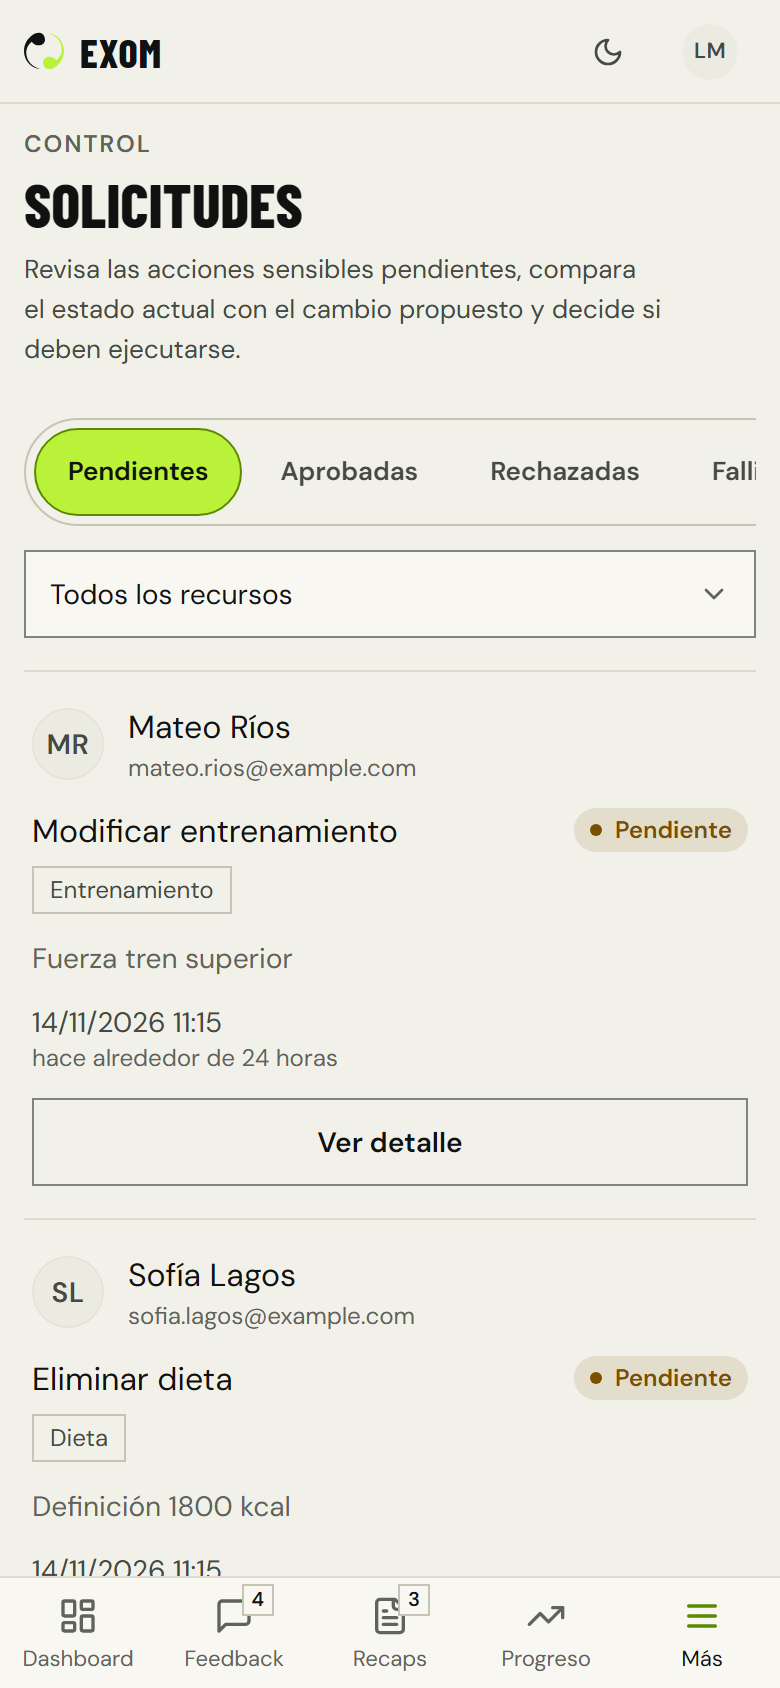 EXOM
LM
CONTROL
SOLICITUDES
Revisa las acciones sensibles pendientes, compara
el estado actual con el cambio propuesto y decide si
deben ejecutarse.
Pendientes Aprobadas Rechazadas Falli
Todos los recursos
MR
Mateo Ríos
mateo.rios@example.com
Modificar entrenamiento
Pendiente
Entrenamiento
Fuerza tren superior
14/11/2026 11:15
hace alrededor de 24 horas
Ver detalle
SL
Sofía Lagos
sofia.lagos@example.com
Eliminar dieta
Pendiente
Dieta
Definición 1800 kcal
14/11/2026 11:15
4
3
Dashboard Feedback Recaps Progreso Más